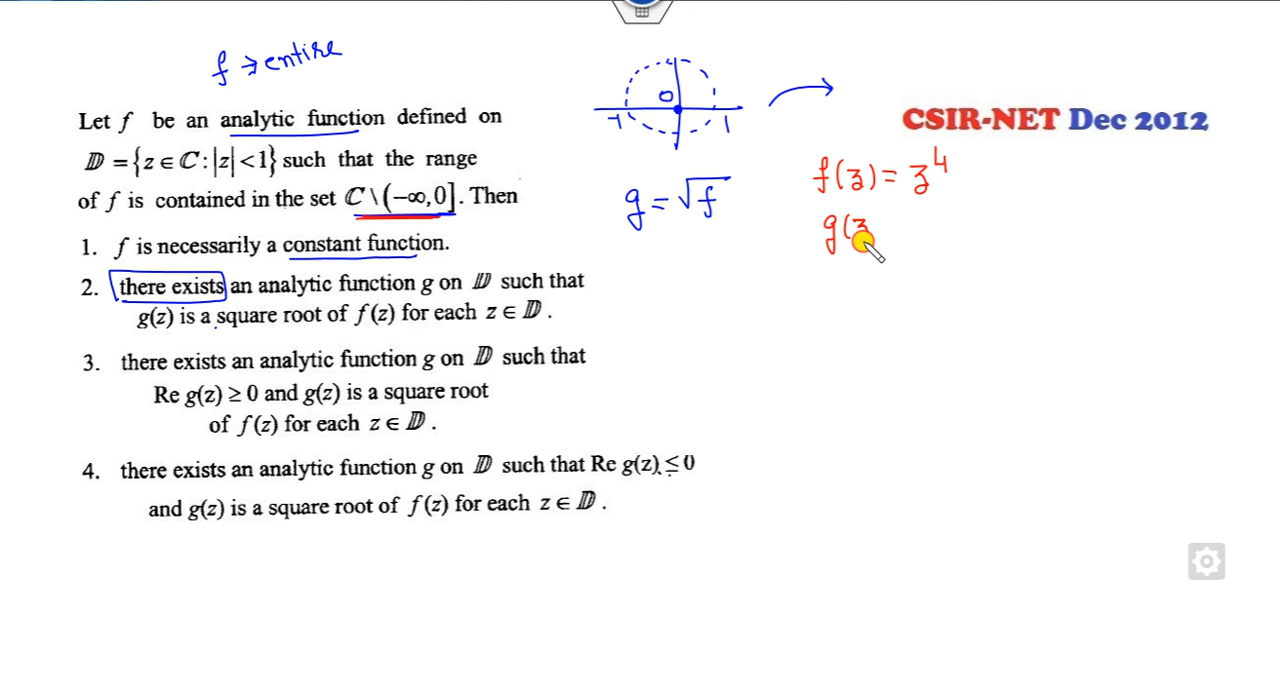 f → entire
Let f be an analytic function defined on
𝔻 = {z ∈ C : |z| < 1} such that the range
of f is contained in the set C \ (−∞, 0]. Then
1. f is necessarily a constant function.
2. there exists an analytic function g on 𝔻 such that
g(z) is a square root of f(z) for each z ∈ 𝔻 .
3. there exists an analytic function g on 𝔻 such that
Re g(z) ≥ 0 and g(z) is a square root
of f(z) for each z ∈ 𝔻 .
4. there exists an analytic function g on 𝔻 such that Re g(z) ≤ 0
and g(z) is a square root of f(z) for each z ∈ 𝔻 .
0
-1 1
g = √f
CSIR-NET Dec 2012
f(z) = z⁴
g(z